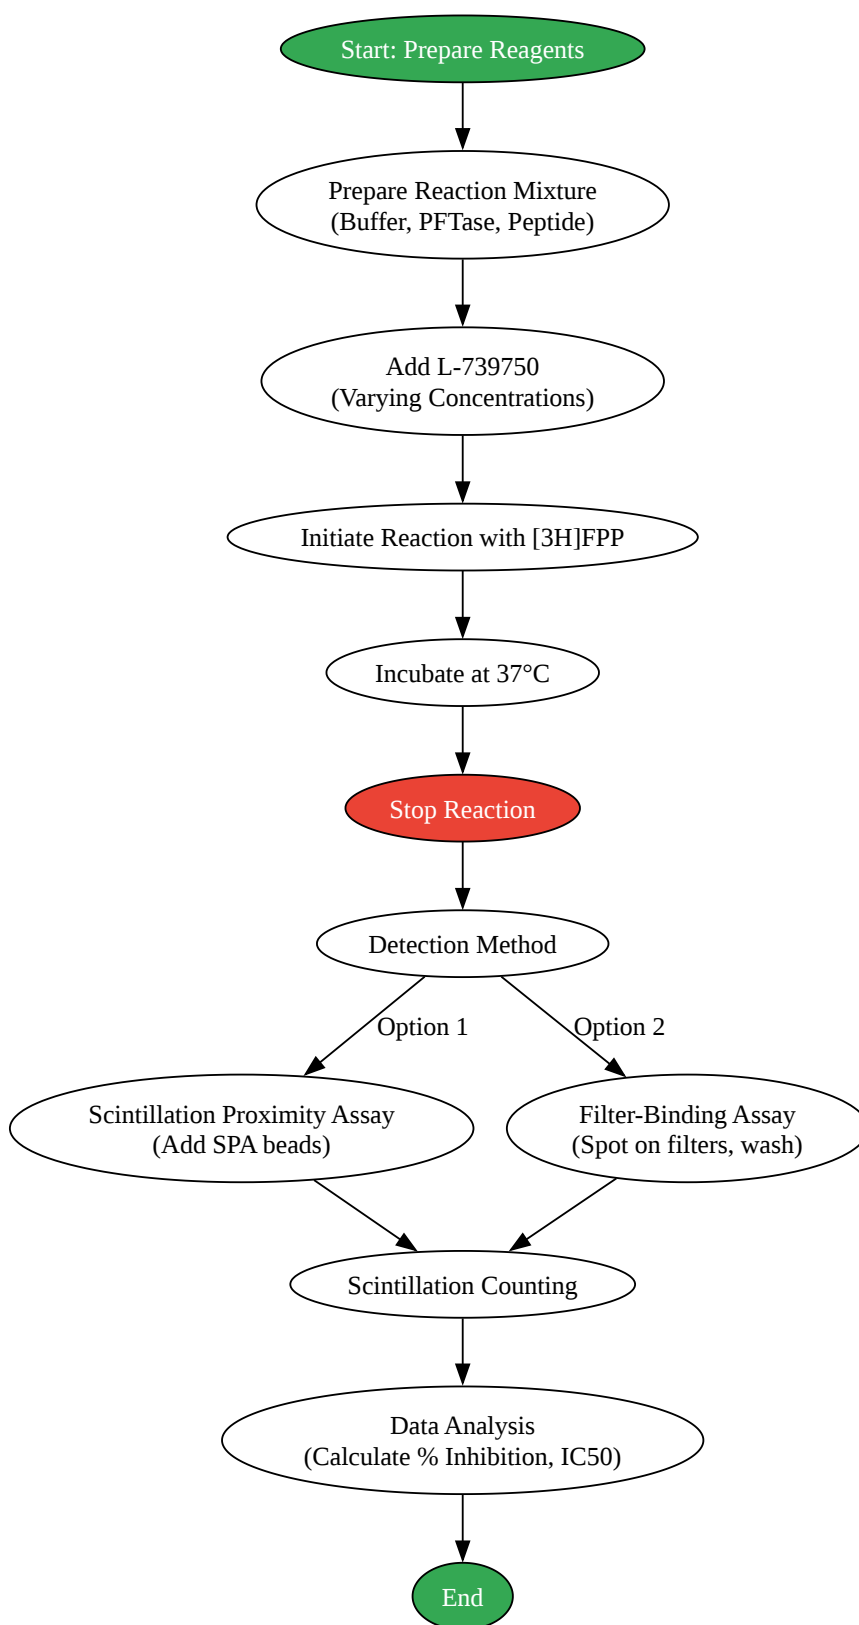 Start: Prepare Reagents
Prepare Reaction Mixture
(Buffer, PFTase, Peptide)
Add L-739750
(Varying Concentrations)
Initiate Reaction with [3H]FPP
Incubate at 37°C
Stop Reaction
Detection Method
Option 1
Option 2
Scintillation Proximity Assay
(Add SPA beads)
Filter-Binding Assay
(Spot on filters, wash)
Scintillation Counting
Data Analysis
(Calculate % Inhibition, IC50)
End